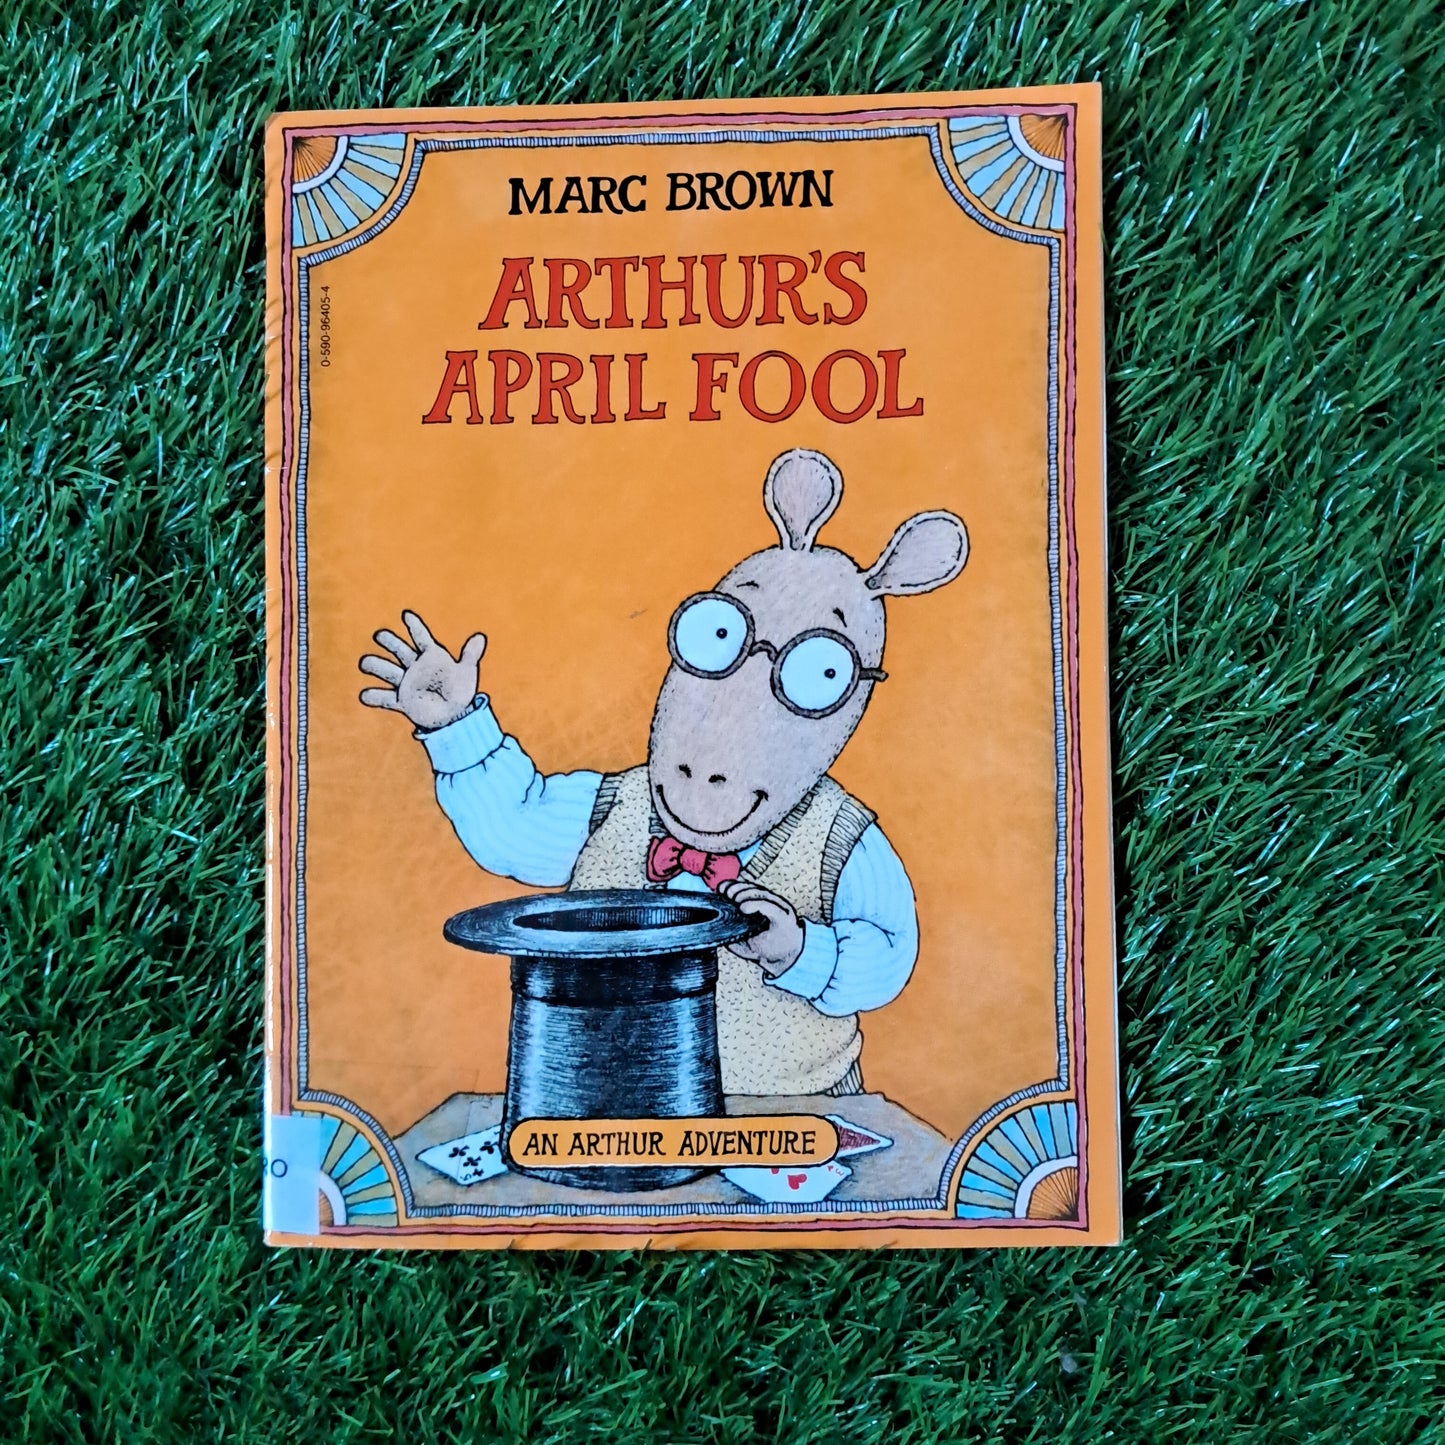 MARC BROWN
ARTHUR'S
APRIL FOOL
0-590-96405-4
AN ARTHUR ADVENTURE